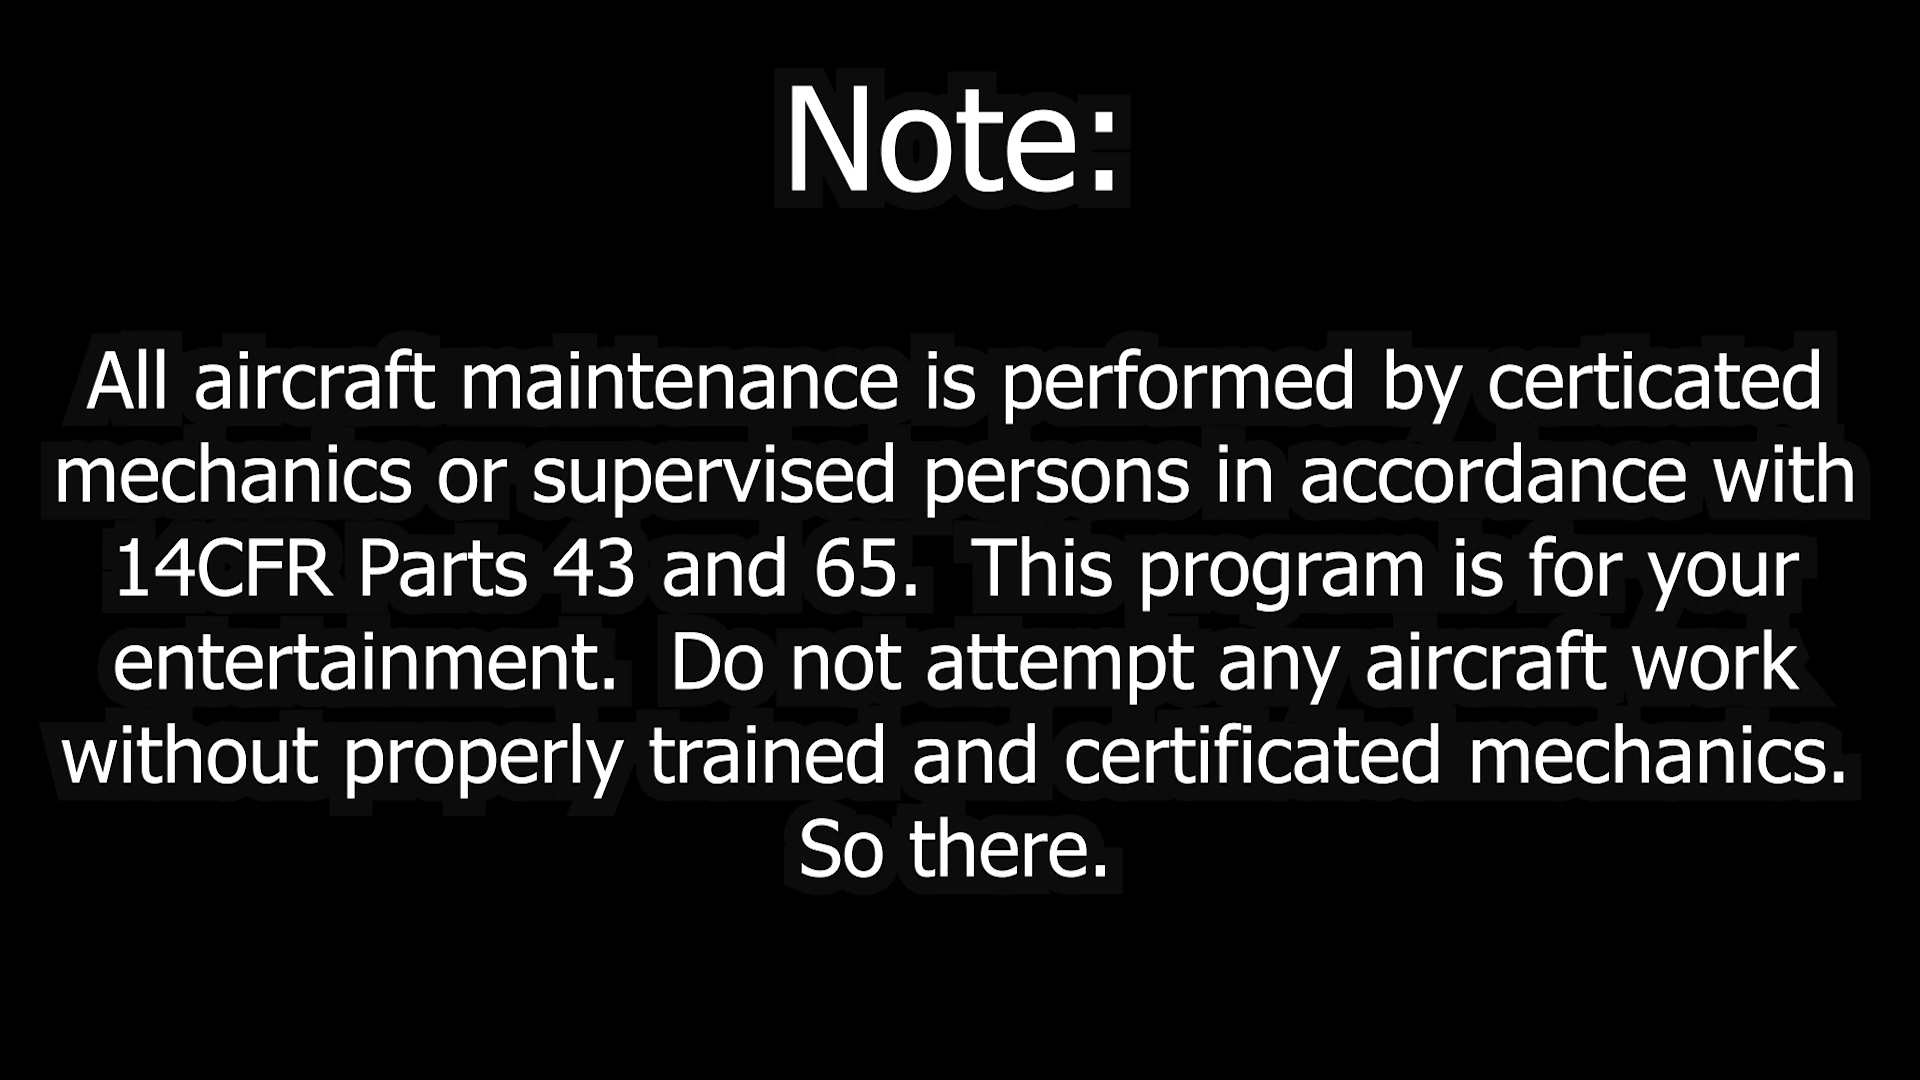 Note:
All aircraft maintenance is performed by certicated
mechanics or supervised persons in accordance with
14CFR Parts 43 and 65.  This program is for your
entertainment.  Do not attempt any aircraft work
without properly trained and certificated mechanics.
So there.